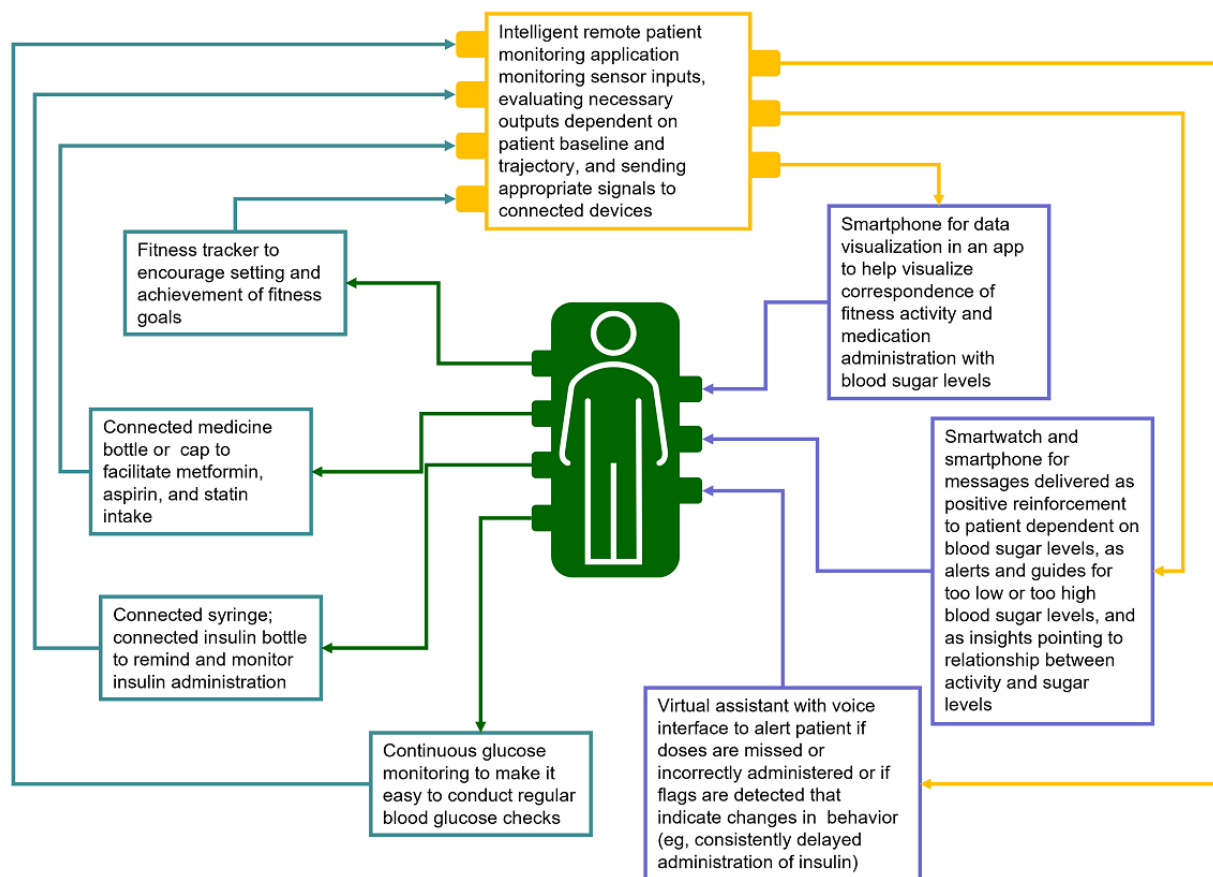 Intelligent remote patient
monitoring application
monitoring sensor inputs,
evaluating necessary
outputs dependent on
patient baseline and
trajectory, and sending
appropriate signals to
connected devices
Fitness tracker to
encourage setting and
achievement of fitness
goals
Smartphone for data
visualization in an app
to help visualize
correspondence of
fitness activity and
medication
administration with
blood sugar levels
Connected medicine
bottle or cap to
facilitate metformin,
aspirin, and statin
intake
Smartwatch and
smartphone for
messages delivered as
positive reinforcement
to patient dependent on
blood sugar levels, as
alerts and guides for
too low or too high
blood sugar levels, and
as insights pointing to
relationship between
activity and sugar
levels
Connected syringe;
connected insulin bottle
to remind and monitor
insulin administration
Virtual assistant with voice
interface to alert patient if
doses are missed or
incorrectly administered or if
flags are detected that
indicate changes in behavior
(eg, consistently delayed
administration of insulin)
Continuous glucose
monitoring to make it
easy to conduct regular
blood glucose checks